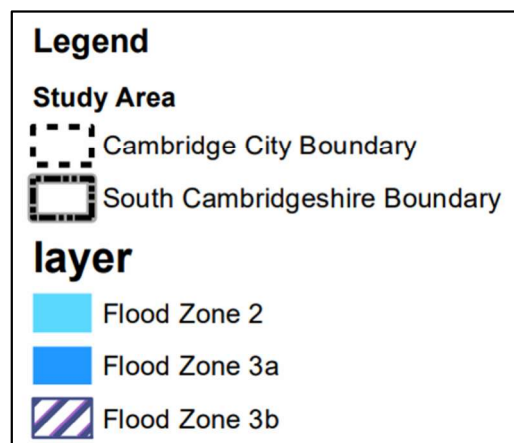 Legend
Study Area
Cambridge City Boundary
South Cambridgeshire Boundary
layer
Flood Zone 2
Flood Zone 3a
Flood Zone 3b